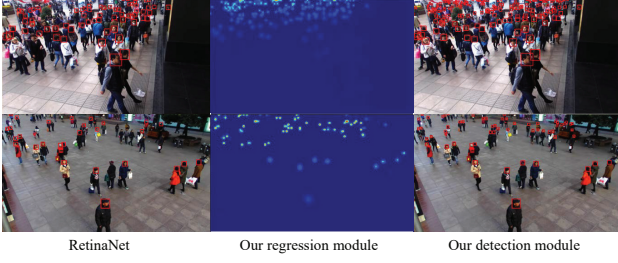 RetinaNet
Our regression module
Our detection module